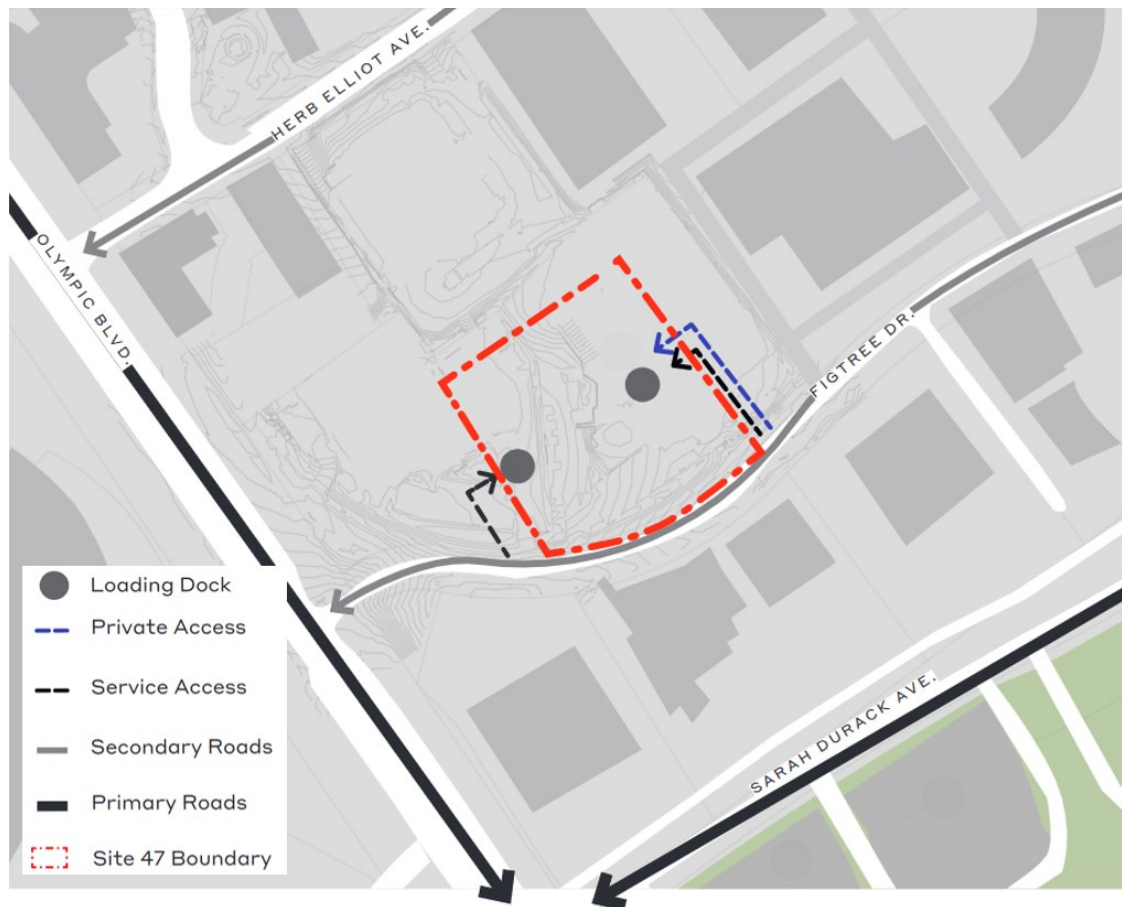 HERB ELLIOT AVE.
OLYMPIC BLVD.
FIGTREE DR.
SARAH DURACK AVE.
Loading Dock
Private Access
Service Access
Secondary Roads
Primary Roads
Site 47 Boundary